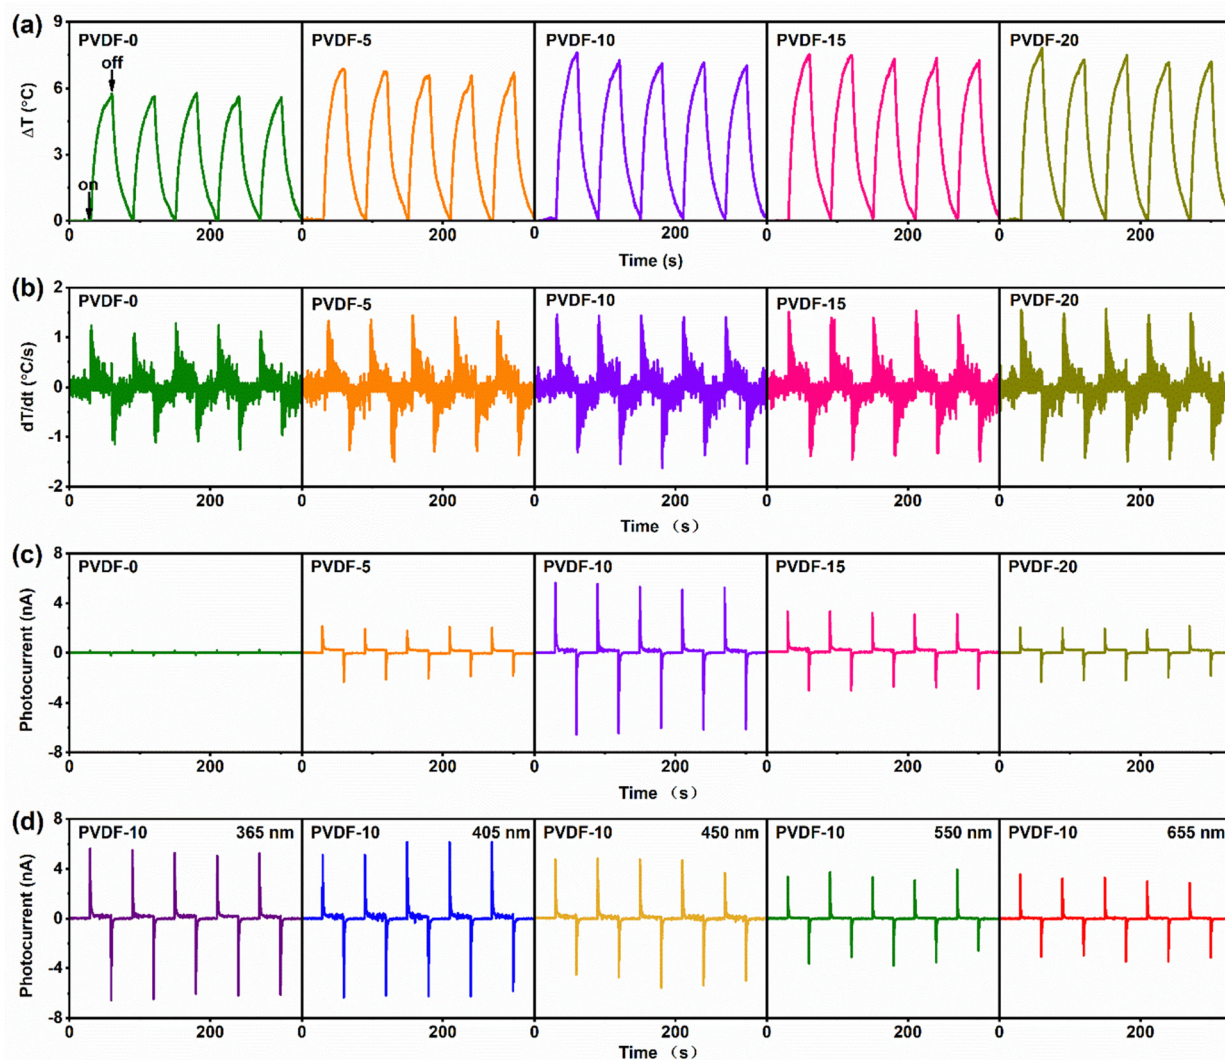 (a)
PVDF-0 PVDF-5 PVDF-10 PVDF-15 PVDF-20
off
on
ΔT (°C)
9
6
3
0
0 200 0 200 0 200 0 200 0 200
Time (s)
(b)
PVDF-0 PVDF-5 PVDF-10 PVDF-15 PVDF-20
dT/dt (°C/s)
2
1
0
-1
-2
0 200 0 200 0 200 0 200 0 200
Time （s）
(c)
PVDF-0 PVDF-5 PVDF-10 PVDF-15 PVDF-20
Photocurrent (nA)
8
4
0
-4
-8
0 200 0 200 0 200 0 200 0 200
Time （s）
(d)
PVDF-10 365 nm PVDF-10 405 nm PVDF-10 450 nm PVDF-10 550 nm PVDF-10 655 nm
Photocurrent (nA)
8
4
0
-4
-8
0 200 0 200 0 200 0 200 0 200
Time （s）